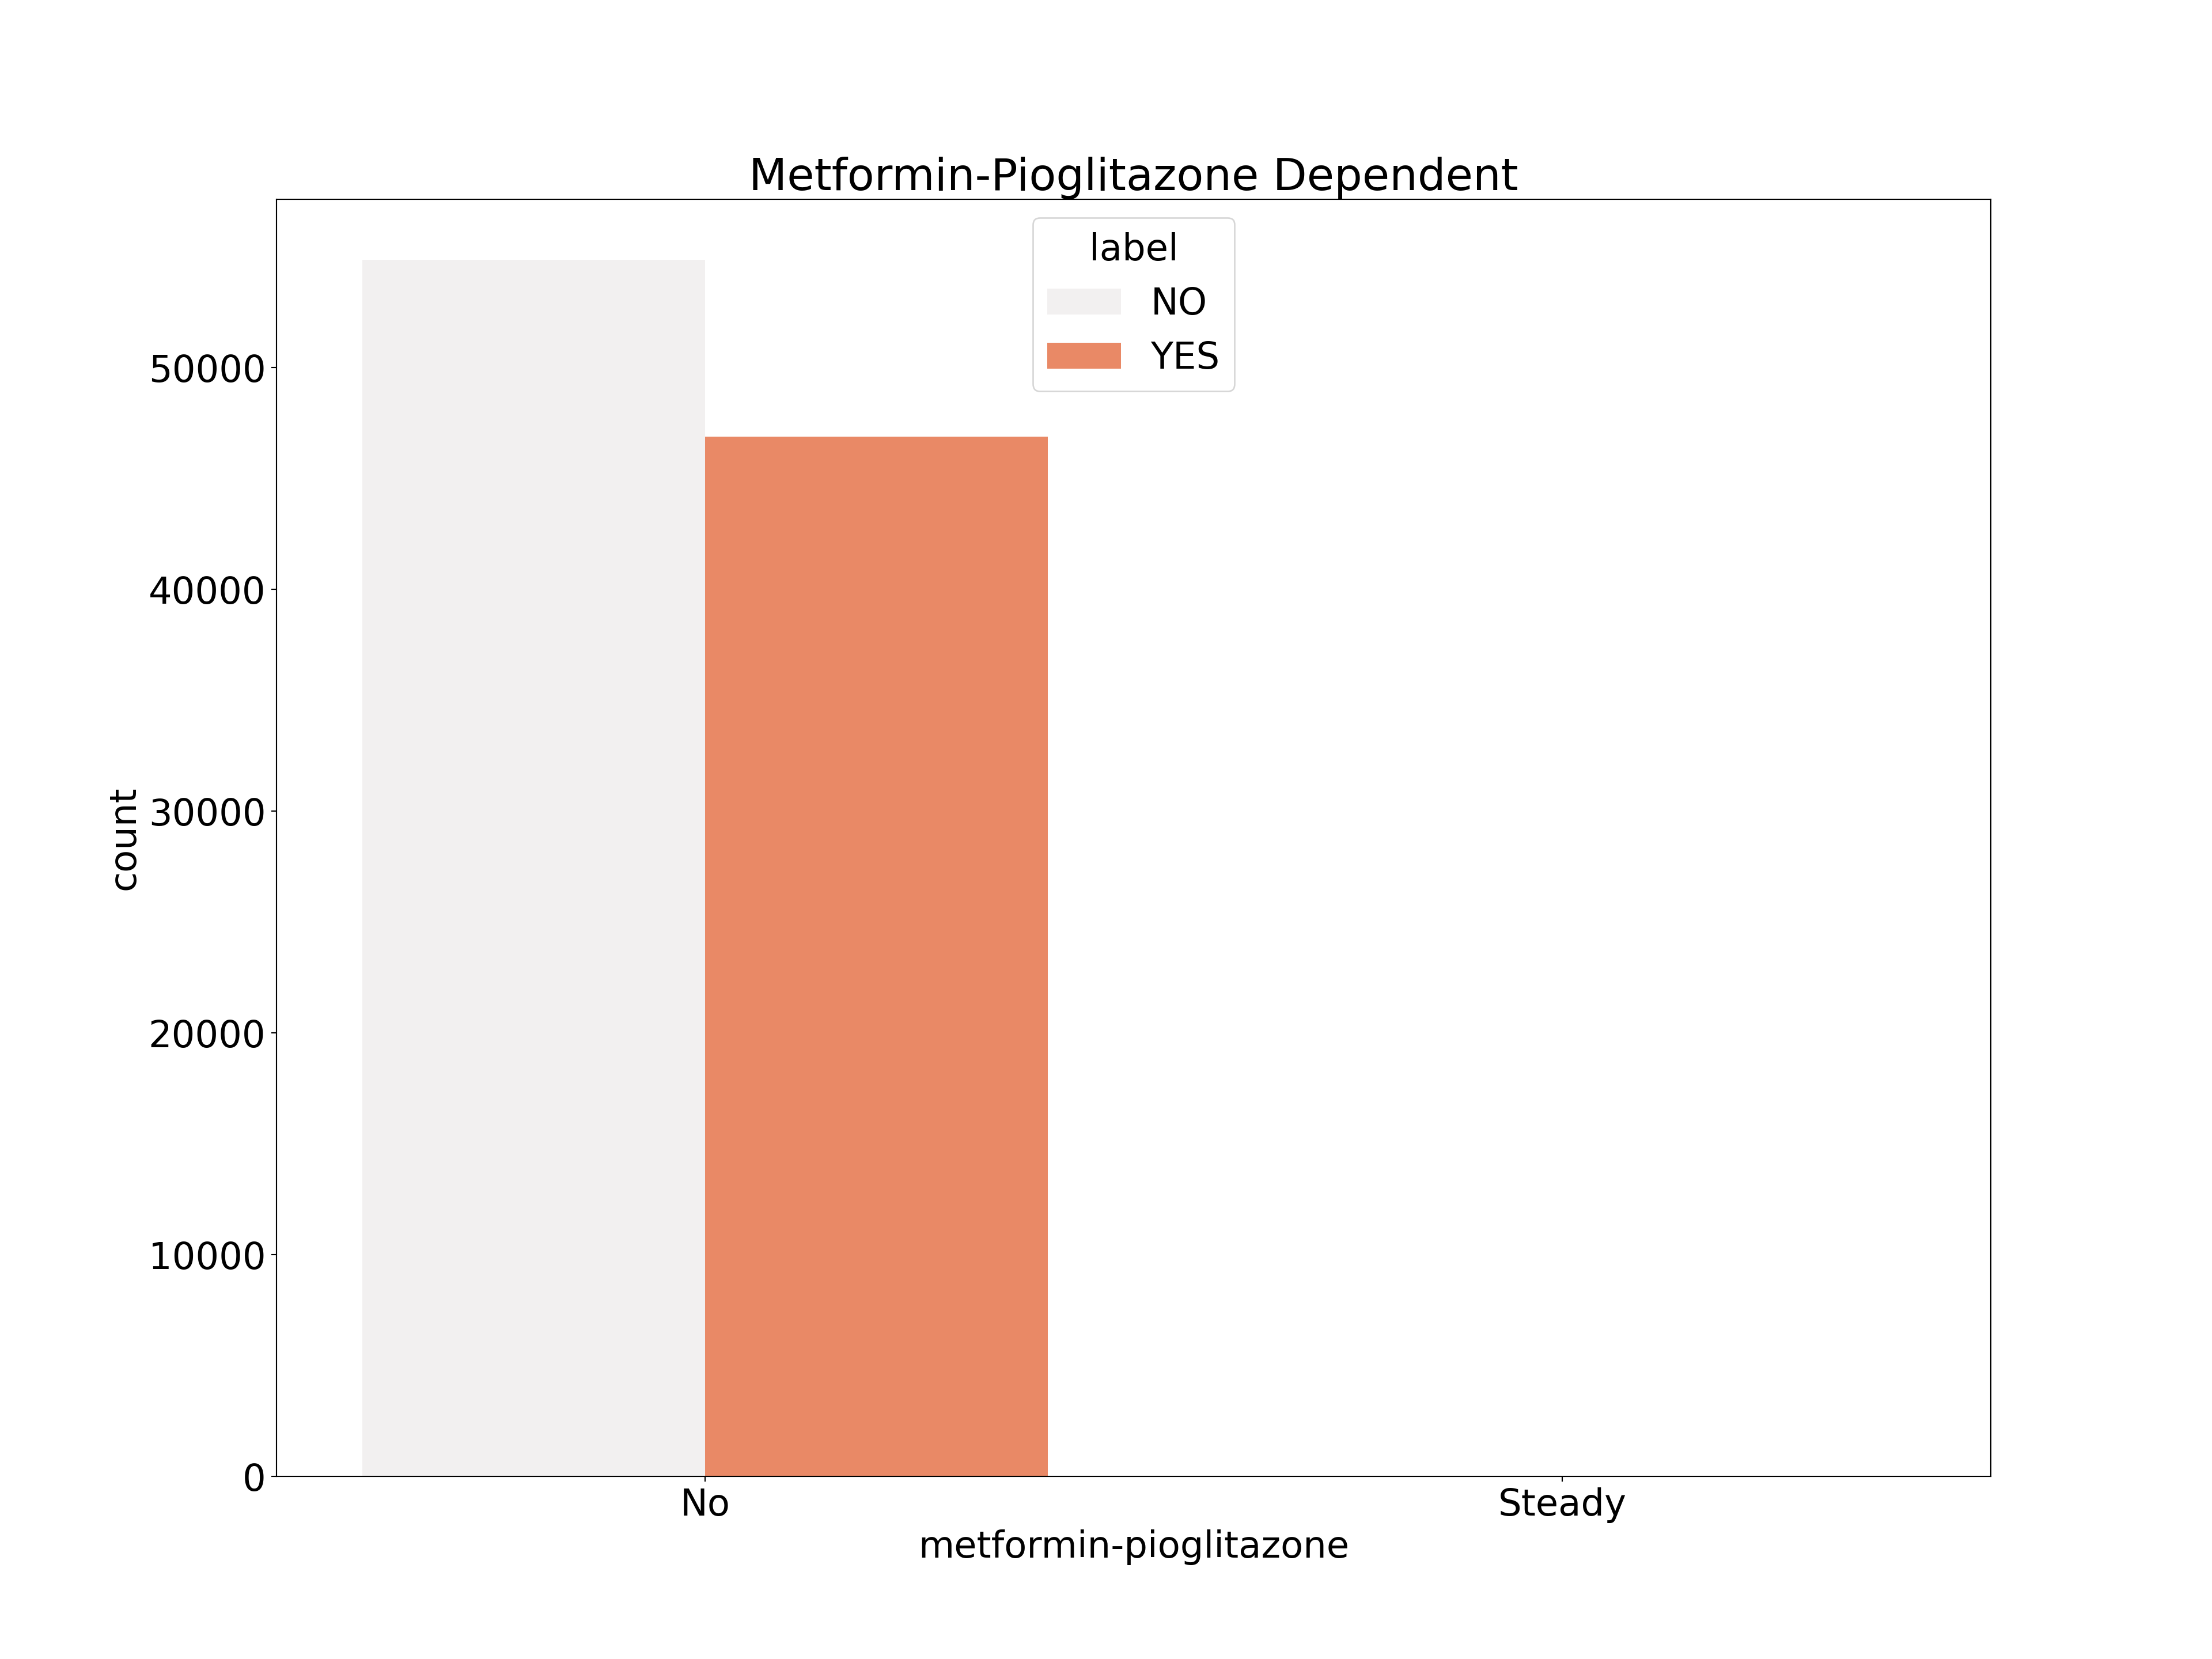 Metformin-Pioglitazone Dependent
label
NO
YES
50000
40000
30000
20000
10000
0
count
No
Steady
metformin-pioglitazone